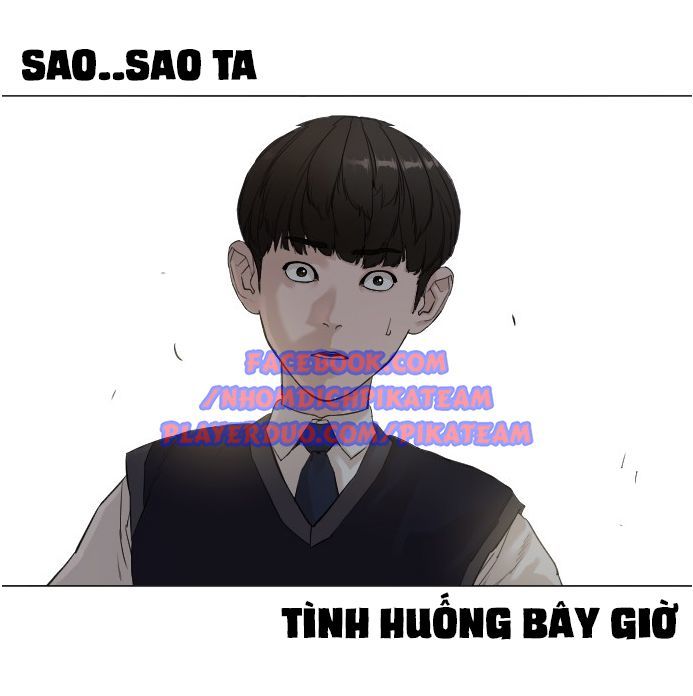 SAO..SAO TA
FACEBOOK.COM
/NHOMDICHPIKATEAM
PLAYERDUO.COM/PIKATEAM
TÌNH HUỐNG BÂY GIỜ